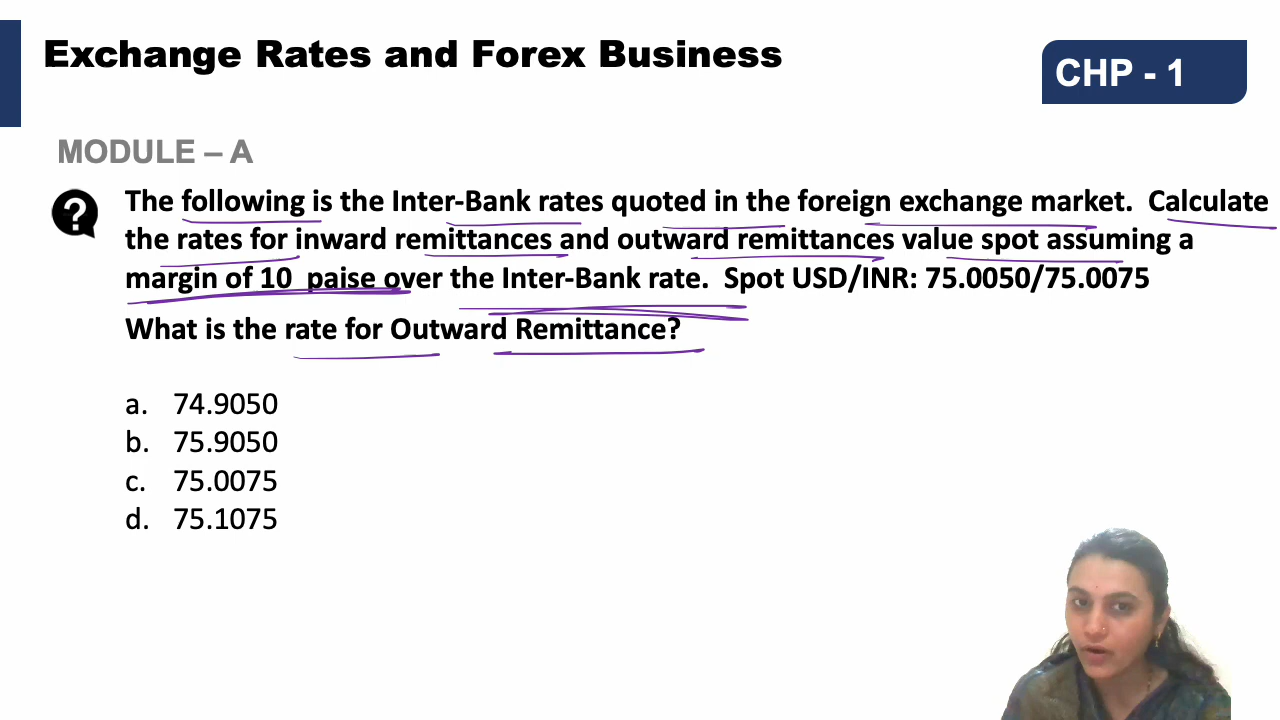 Exchange Rates and Forex Business
CHP - 1
MODULE – A
The following is the Inter-Bank rates quoted in the foreign exchange market. Calculate
the rates for inward remittances and outward remittances value spot assuming a
margin of 10 paise over the Inter-Bank rate. Spot USD/INR: 75.0050/75.0075
What is the rate for Outward Remittance?
a. 74.9050
b. 75.9050
c. 75.0075
d. 75.1075